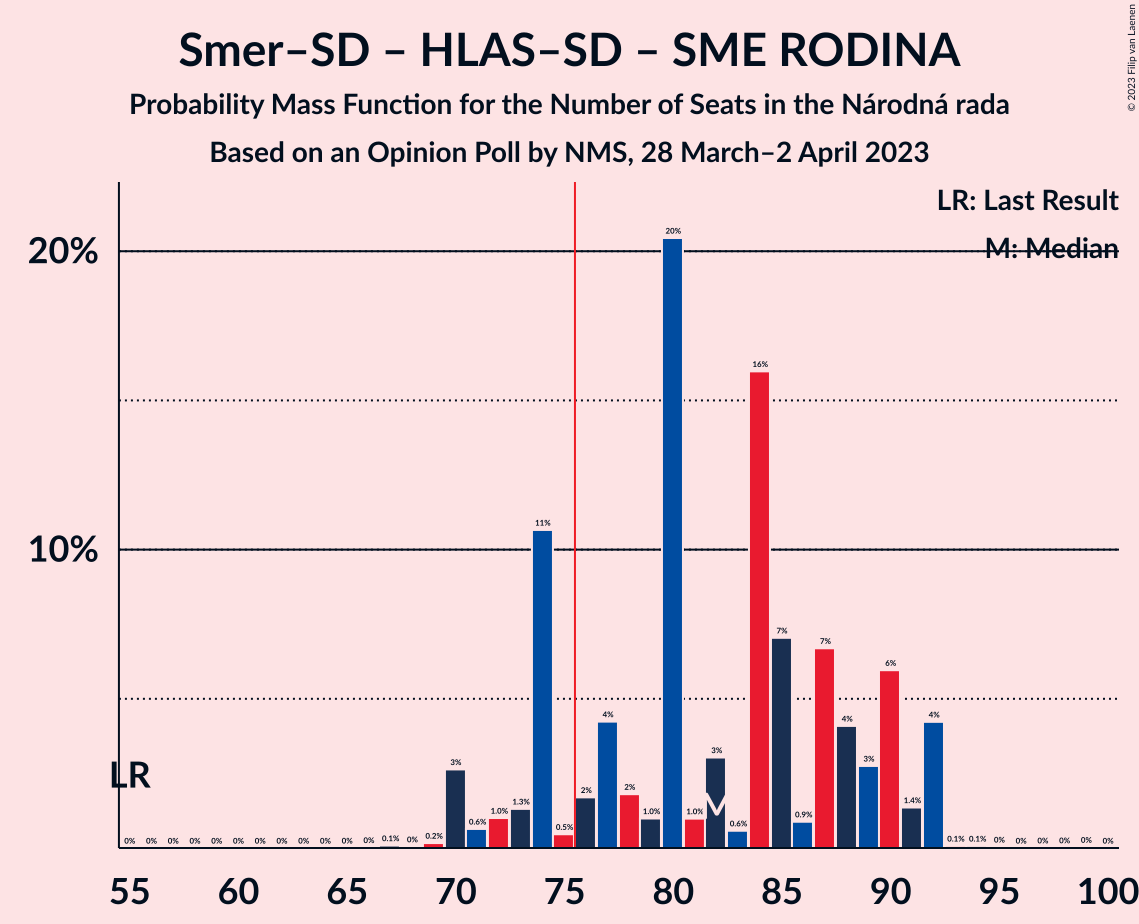 Smer–SD – HLAS–SD – SME RODINA
Probability Mass Function for the Number of Seats in the Národná rada
Based on an Opinion Poll by NMS, 28 March–2 April 2023
© 2023 Filip van Laenen
LR: Last Result
M: Median
20%
10%
LR
M
0% 0% 0% 0% 0% 0% 0% 0% 0% 0% 0% 0% 0.1% 0% 0.2% 3% 0.6% 1.0% 1.3% 11% 0.5% 2% 4% 2% 1.0% 20% 1.0% 3% 0.6% 16% 7% 0.9% 7% 4% 3% 6% 1.4% 4% 0.1% 0.1% 0% 0% 0% 0% 0% 0%
55 60 65 70 75 80 85 90 95 100